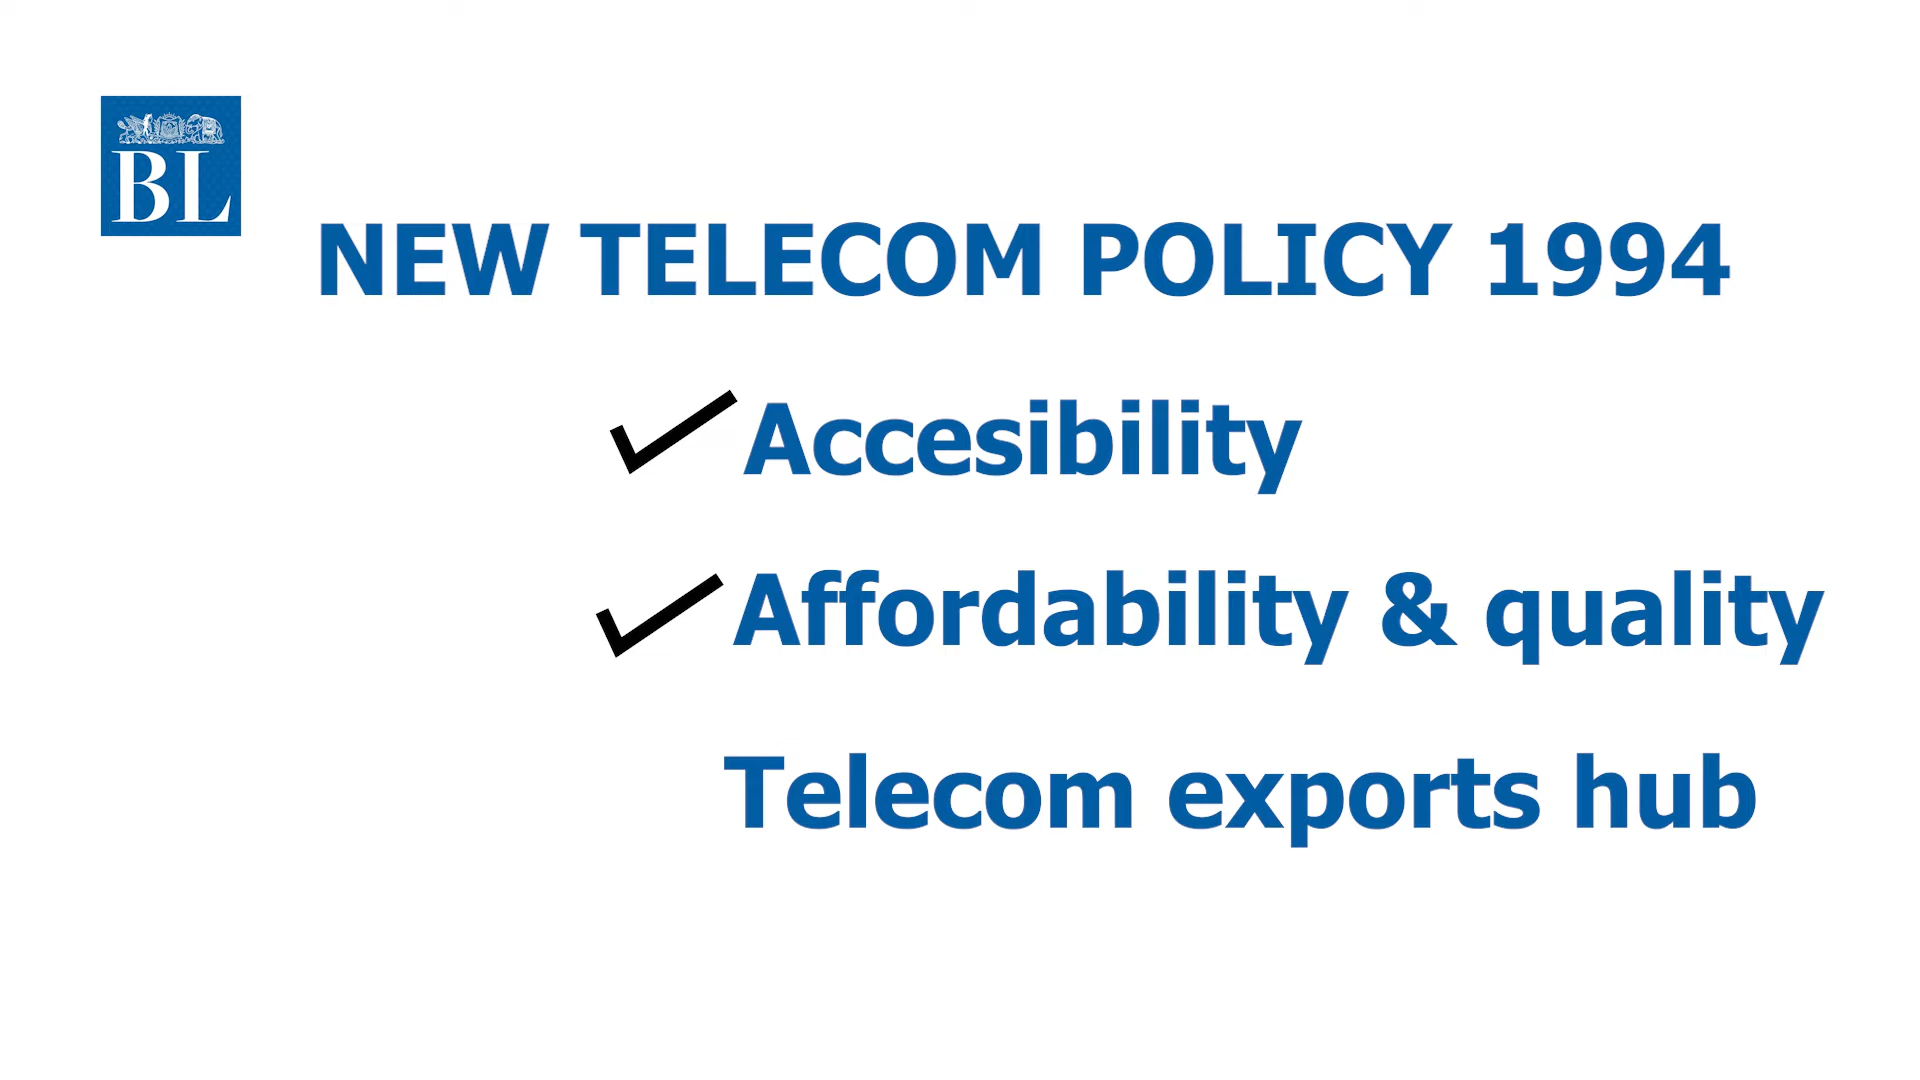 BL
NEW TELECOM POLICY 1994
Accesibility
Affordability & quality
Telecom exports hub